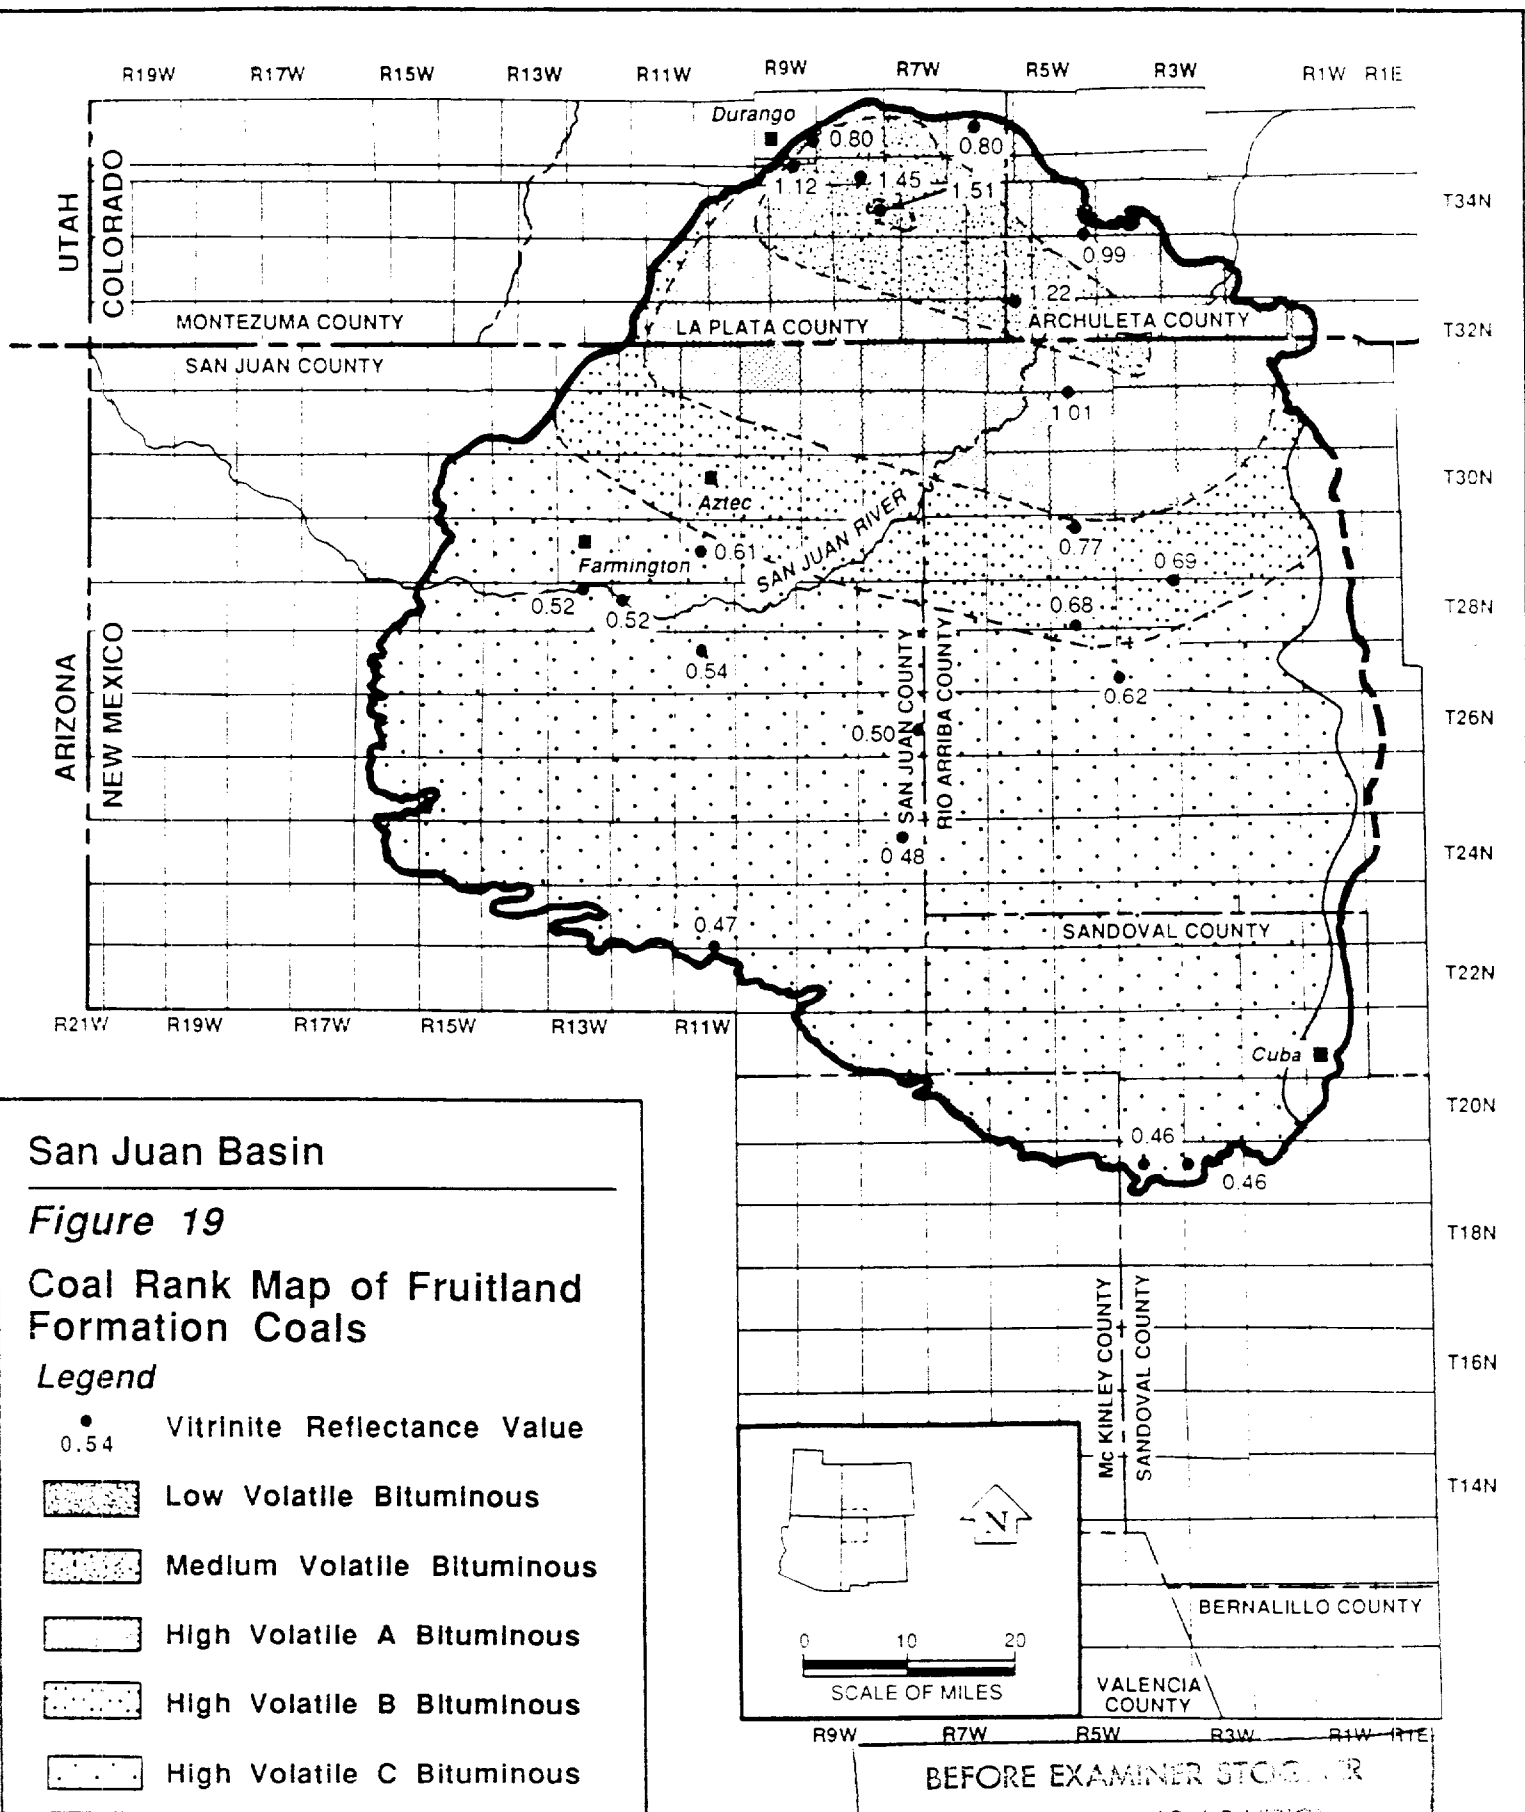 R19W R17W R15W R13W R11W R9W R7W R5W R3W R1W R1E
Durango
0.80
0.80
1.12
1.45
1.51
T34N
0.99
UTAH
COLORADO
22
MONTEZUMA COUNTY
LA PLATA COUNTY
ARCHULETA COUNTY
T32N
SAN JUAN COUNTY
1 01
Aztec
T30N
SAN JUAN RIVER
0.77
0.61
Farmington
0.69
0.52
0.52
0.68
T28N
0.54
0.62
ARIZONA
NEW MEXICO
SAN JUAN COUNTY
RIO ARRIBA COUNTY
0.50
T26N
0.48
T24N
0.47
SANDOVAL COUNTY
T22N
R21W R19W R17W R15W R13W R11W
Cuba
T20N
0.46
0.46
T18N
San Juan Basin
Figure 19
Coal Rank Map of Fruitland
Formation Coals
Legend
0.54 Vitrinite Reflectance Value
Low Volatile Bituminous
Medium Volatile Bituminous
High Volatile A Bituminous
High Volatile B Bituminous
High Volatile C Bituminous
Mc KINLEY COUNTY
SANDOVAL COUNTY
T16N
T14N
N
0 10 20
SCALE OF MILES
BERNALILLO COUNTY
VALENCIA
COUNTY
R9W R7W R5W R3W R1W R1E
BEFORE EXAMINER